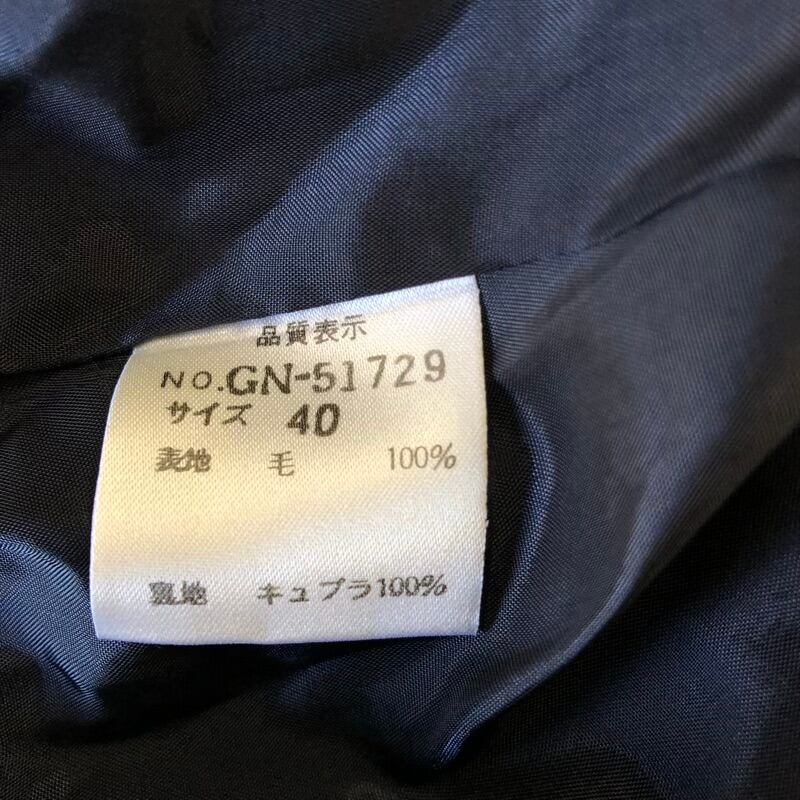 品質表示
NO.GN-51729
サイズ 40
表地 毛 100%
裏地 キュプラ100%